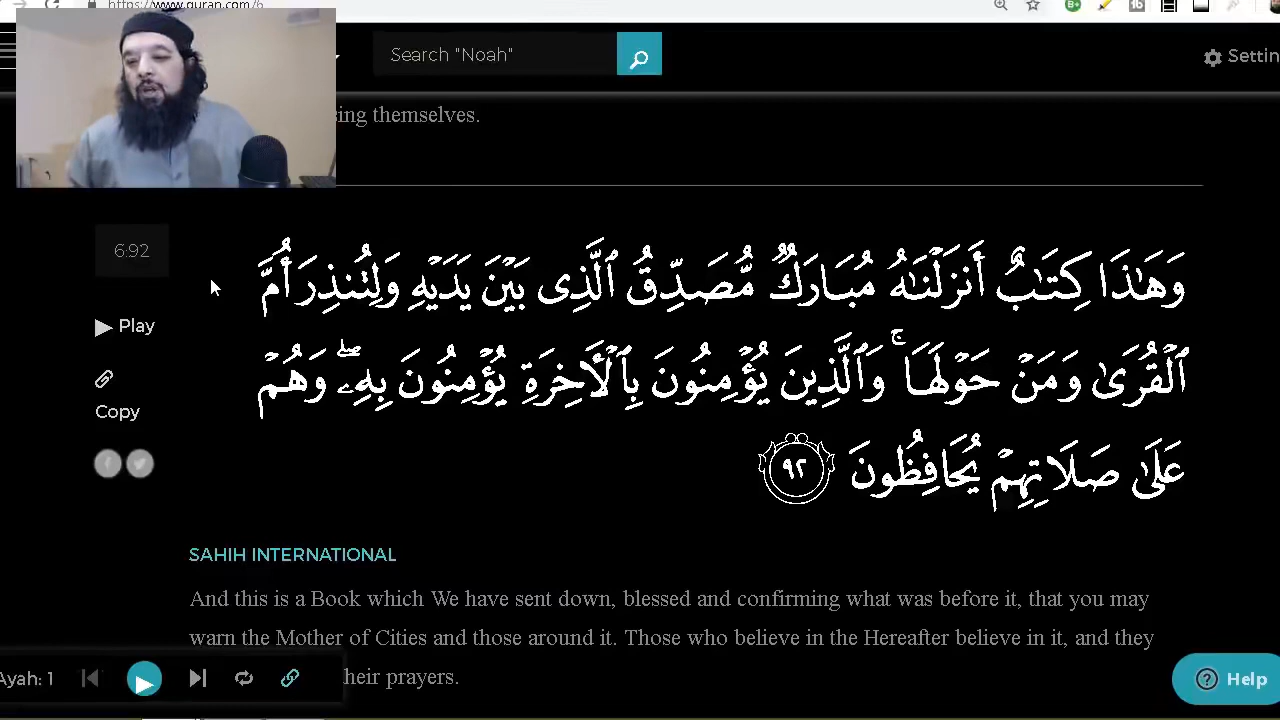 https://www.quran.com/6
Search "Noah"
Settin
ing themselves.
6:92
وَهَٰذَا كِتَٰبٌ أَنزَلْنَٰهُ مُبَارَكٌ مُّصَدِّقُ ٱلَّذِى بَيْنَ يَدَيْهِ وَلِتُنذِرَ أُمَّ
ٱلْقُرَىٰ وَمَنْ حَوْلَهَا ۚ وَٱلَّذِينَ يُؤْمِنُونَ بِٱلْـَٔاخِرَةِ يُؤْمِنُونَ بِهِۦ ۖ وَهُمْ
عَلَىٰ صَلَاتِهِمْ يُحَافِظُونَ ٩٢
Play
Copy
SAHIH INTERNATIONAL
And this is a Book which We have sent down, blessed and confirming what was before it, that you may
warn the Mother of Cities and those around it. Those who believe in the Hereafter believe in it, and they
heir prayers.
Ayah: 1
Help